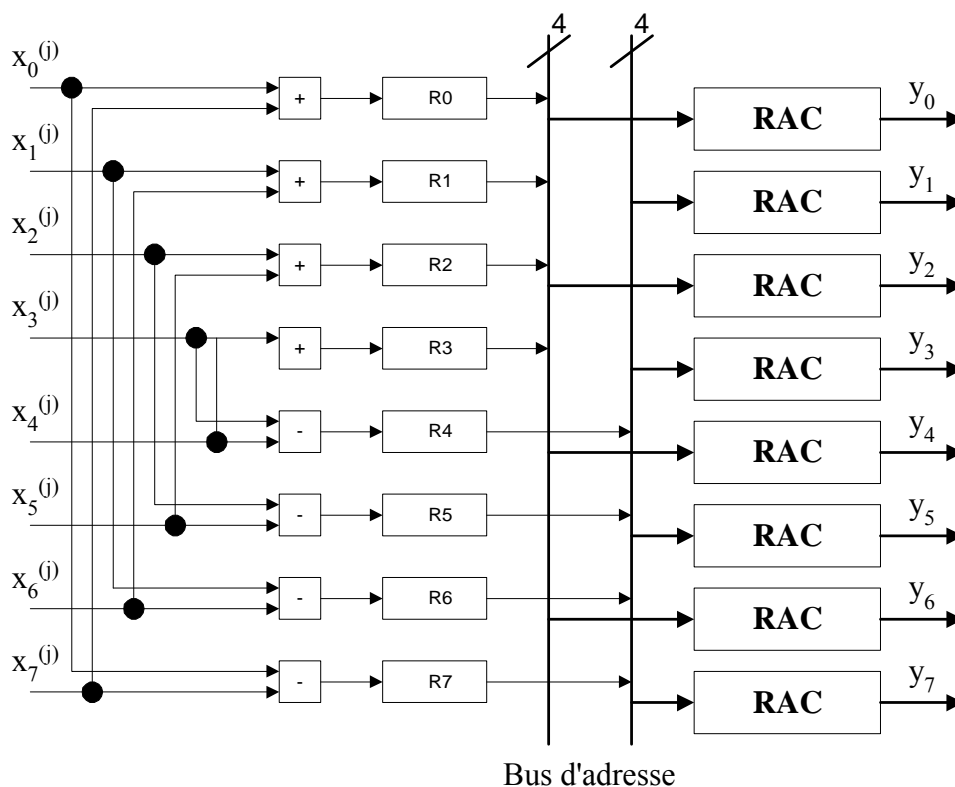 4 4
x₀⁽ʲ⁾ + R0 RAC y₀
x₁⁽ʲ⁾ + R1 RAC y₁
x₂⁽ʲ⁾ + R2 RAC y₂
x₃⁽ʲ⁾ + R3 RAC y₃
x₄⁽ʲ⁾ - R4 RAC y₄
x₅⁽ʲ⁾ - R5 RAC y₅
x₆⁽ʲ⁾ - R6 RAC y₆
x₇⁽ʲ⁾ - R7 RAC y₇
Bus d'adresse